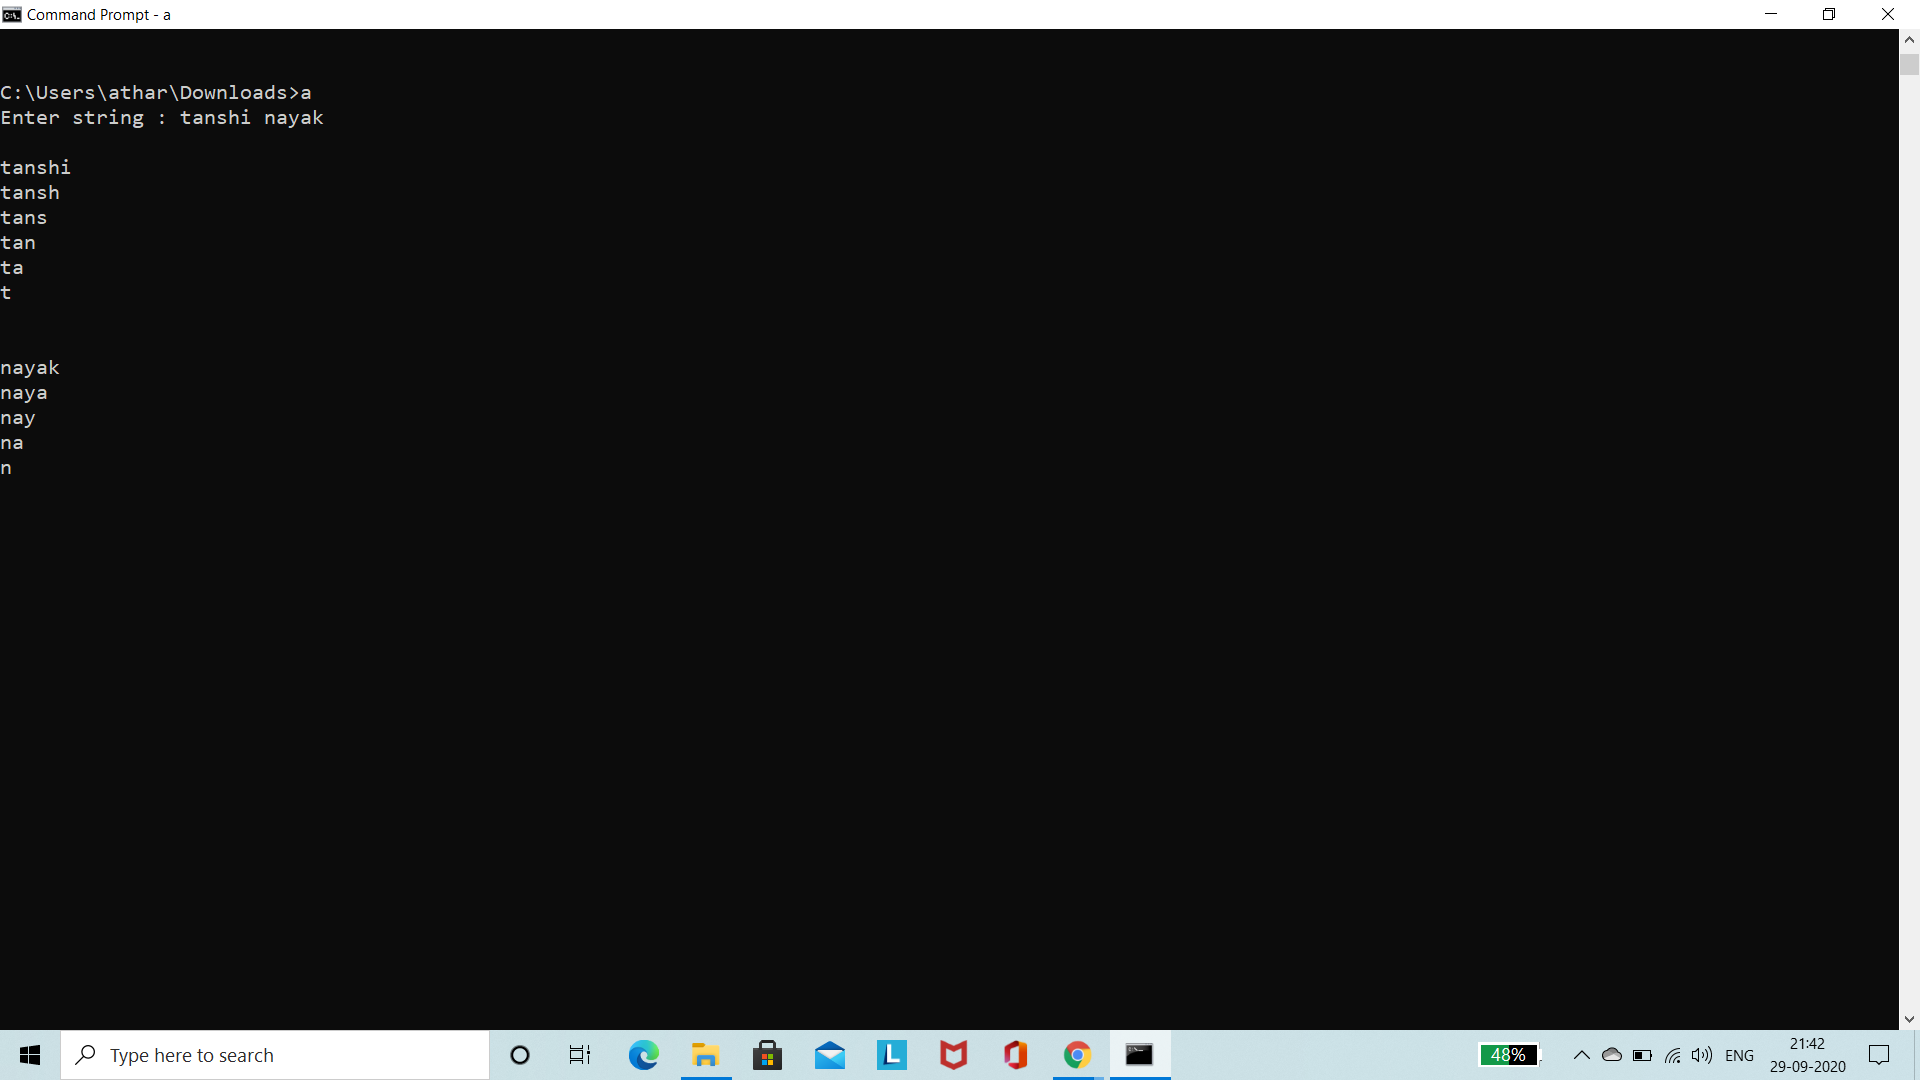 Command Prompt - a
C:\Users\athar\Downloads>a
Enter string : tanshi nayak
tanshi
tansh
tans
tan
ta
t
nayak
naya
nay
na
n
Type here to search
L
48%
ENG
21:42
29-09-2020